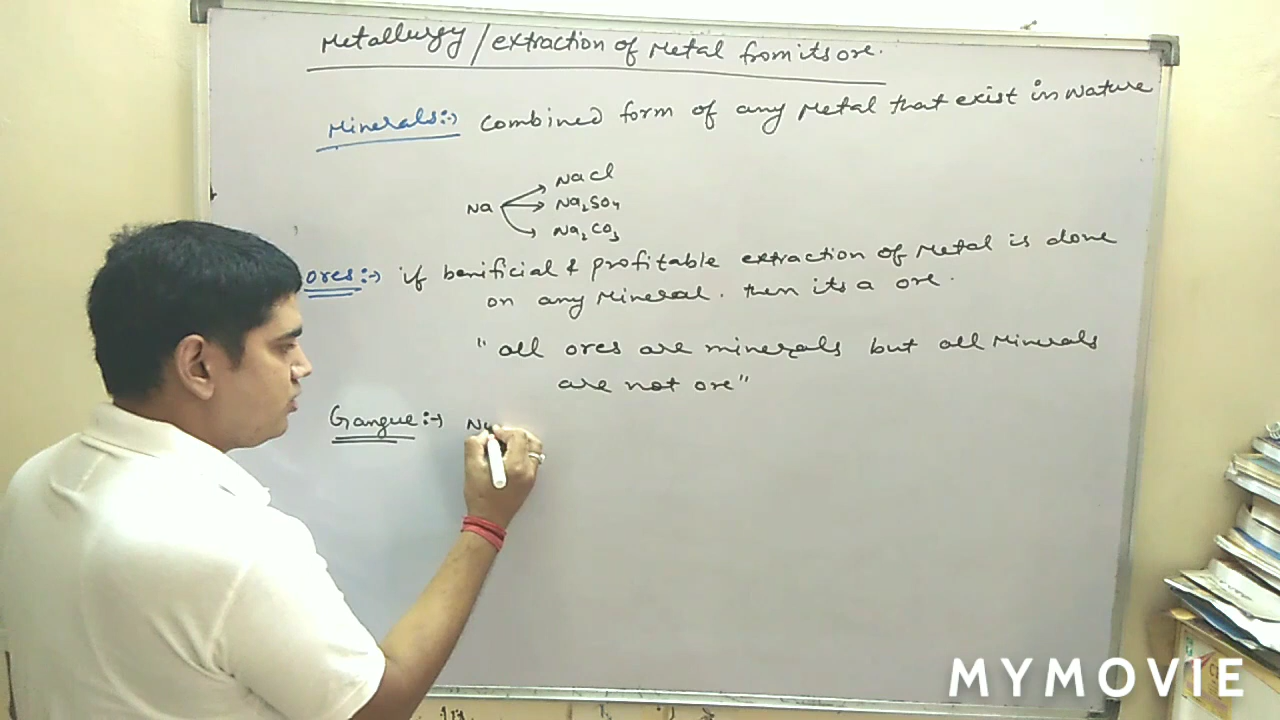 Metallurgy / extraction of Metal from its ore.
Minerals:→ combined form of any Metal that exist in Nature
NaCl
Na Na₂SO₄
Na₂CO₃
ores:→ if benificial & profitable extraction of Metal is done
on any Mineral. then its a ore.
"all ores are minerals but all Minerals
are not ore"
Gangue:→
MYMOVIE